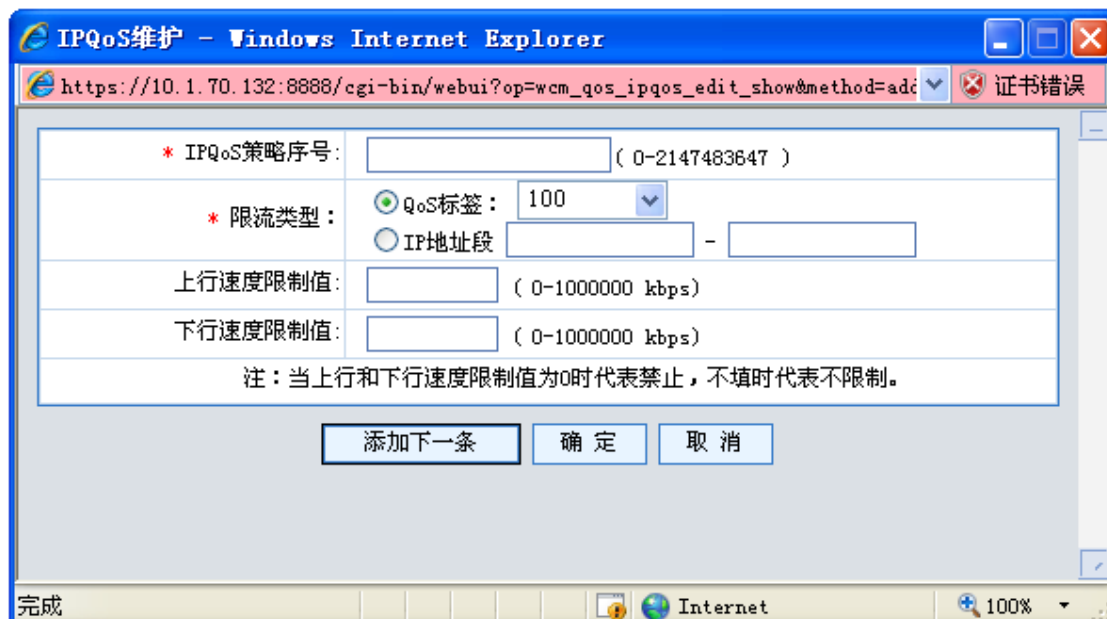 IPQoS维护 - Windows Internet Explorer
https://10.1.70.132:8888/cgi-bin/webui?op=wcm_qos_ipqos_edit_show&method=add 证书错误
* IPQoS策略序号: ( 0-2147483647 )
* 限流类型： QoS标签： 100
IP地址段 -
上行速度限制值: ( 0-1000000 kbps)
下行速度限制值: ( 0-1000000 kbps)
注：当上行和下行速度限制值为0时代表禁止，不填时代表不限制。
添加下一条 确 定 取 消
完成 Internet 100%